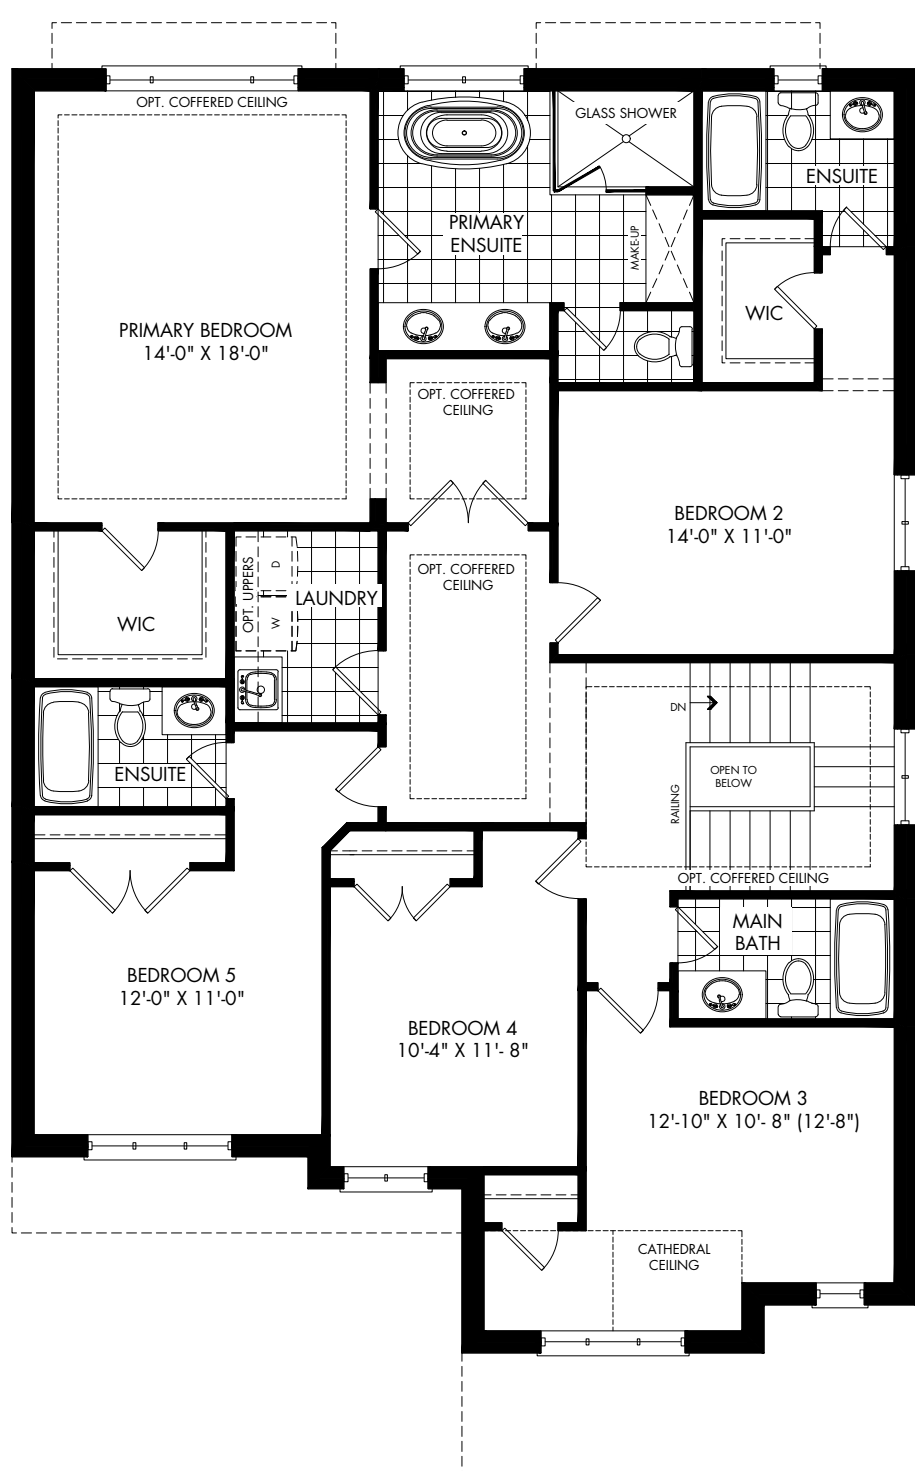 OPT. COFFERED CEILING
GLASS SHOWER
ENSUITE
PRIMARY
ENSUITE
MAKE-UP
WIC
PRIMARY BEDROOM
14'-0" X 18'-0"
OPT. COFFERED
CEILING
BEDROOM 2
14'-0" X 11'-0"
OPT. COFFERED
CEILING
OPT. UPPERS
D
W
LAUNDRY
WIC
DN
ENSUITE
OPEN TO
BELOW
RAILING
OPT. COFFERED CEILING
MAIN
BATH
BEDROOM 5
12'-0" X 11'-0"
BEDROOM 4
10'-4" X 11'- 8"
BEDROOM 3
12'-10" X 10'- 8" (12'-8")
CATHEDRAL
CEILING